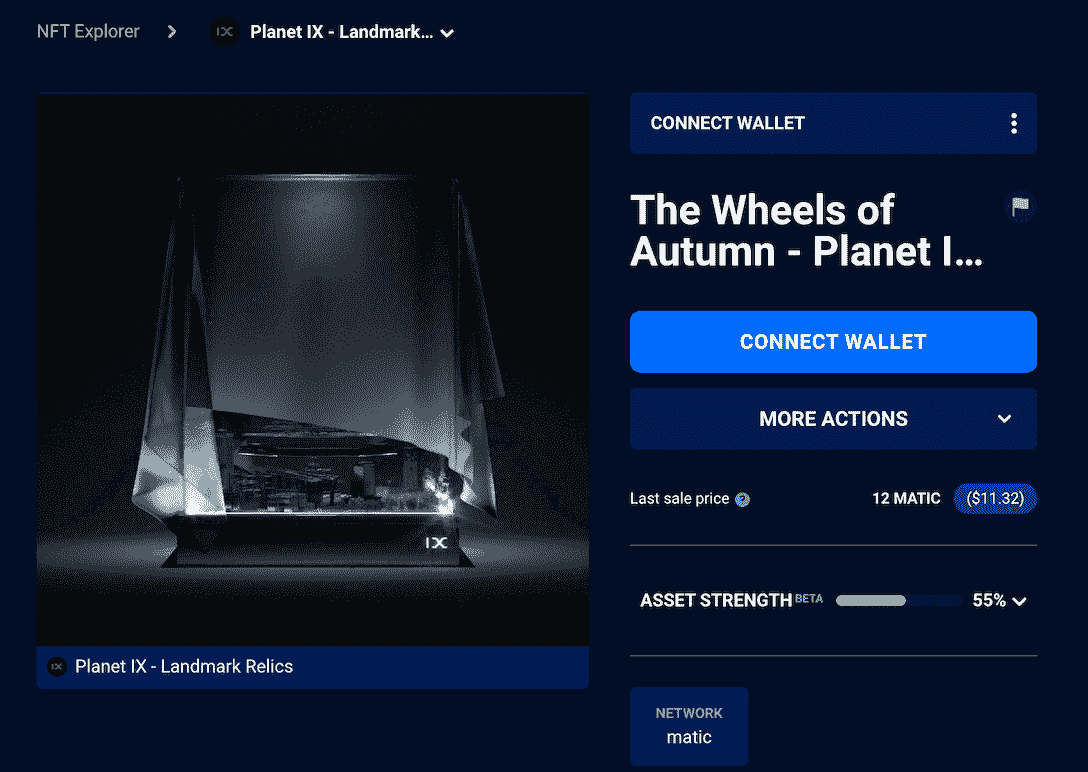 NFT Explorer
IX
Planet IX - Landmark...
CONNECT WALLET
The Wheels of
Autumn - Planet I...
CONNECT WALLET
MORE ACTIONS
Last sale price ?
12 MATIC ($11.32)
ASSET STRENGTH BETA 55%
IX
IX Planet IX - Landmark Relics
NETWORK
matic